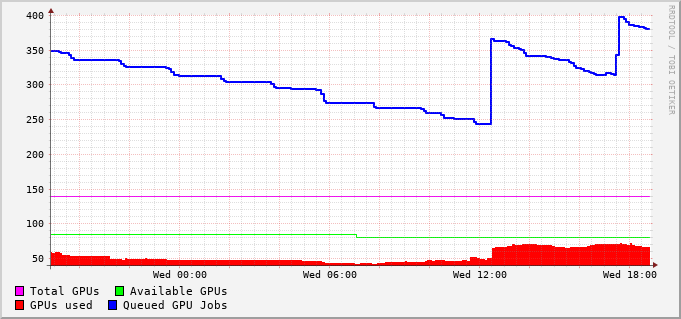 400
350
300
250
200
150
100
50
Wed 00:00 Wed 06:00 Wed 12:00 Wed 18:00
Total GPUs Available GPUs
GPUs used Queued GPU Jobs
RRDTOOL / TOBI OETIKER